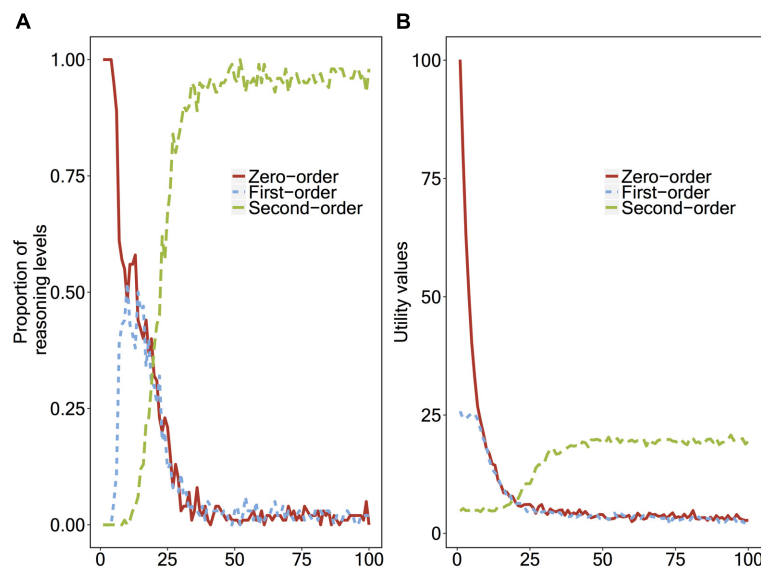 A
Proportion of
reasoning levels
1.00
0.75
0.50
0.25
0.00
0
25
50
75
100
Zero-order
First-order
Second-order
B
Utility values
100
75
50
25
0
0
25
50
75
100
Zero-order
First-order
Second-order